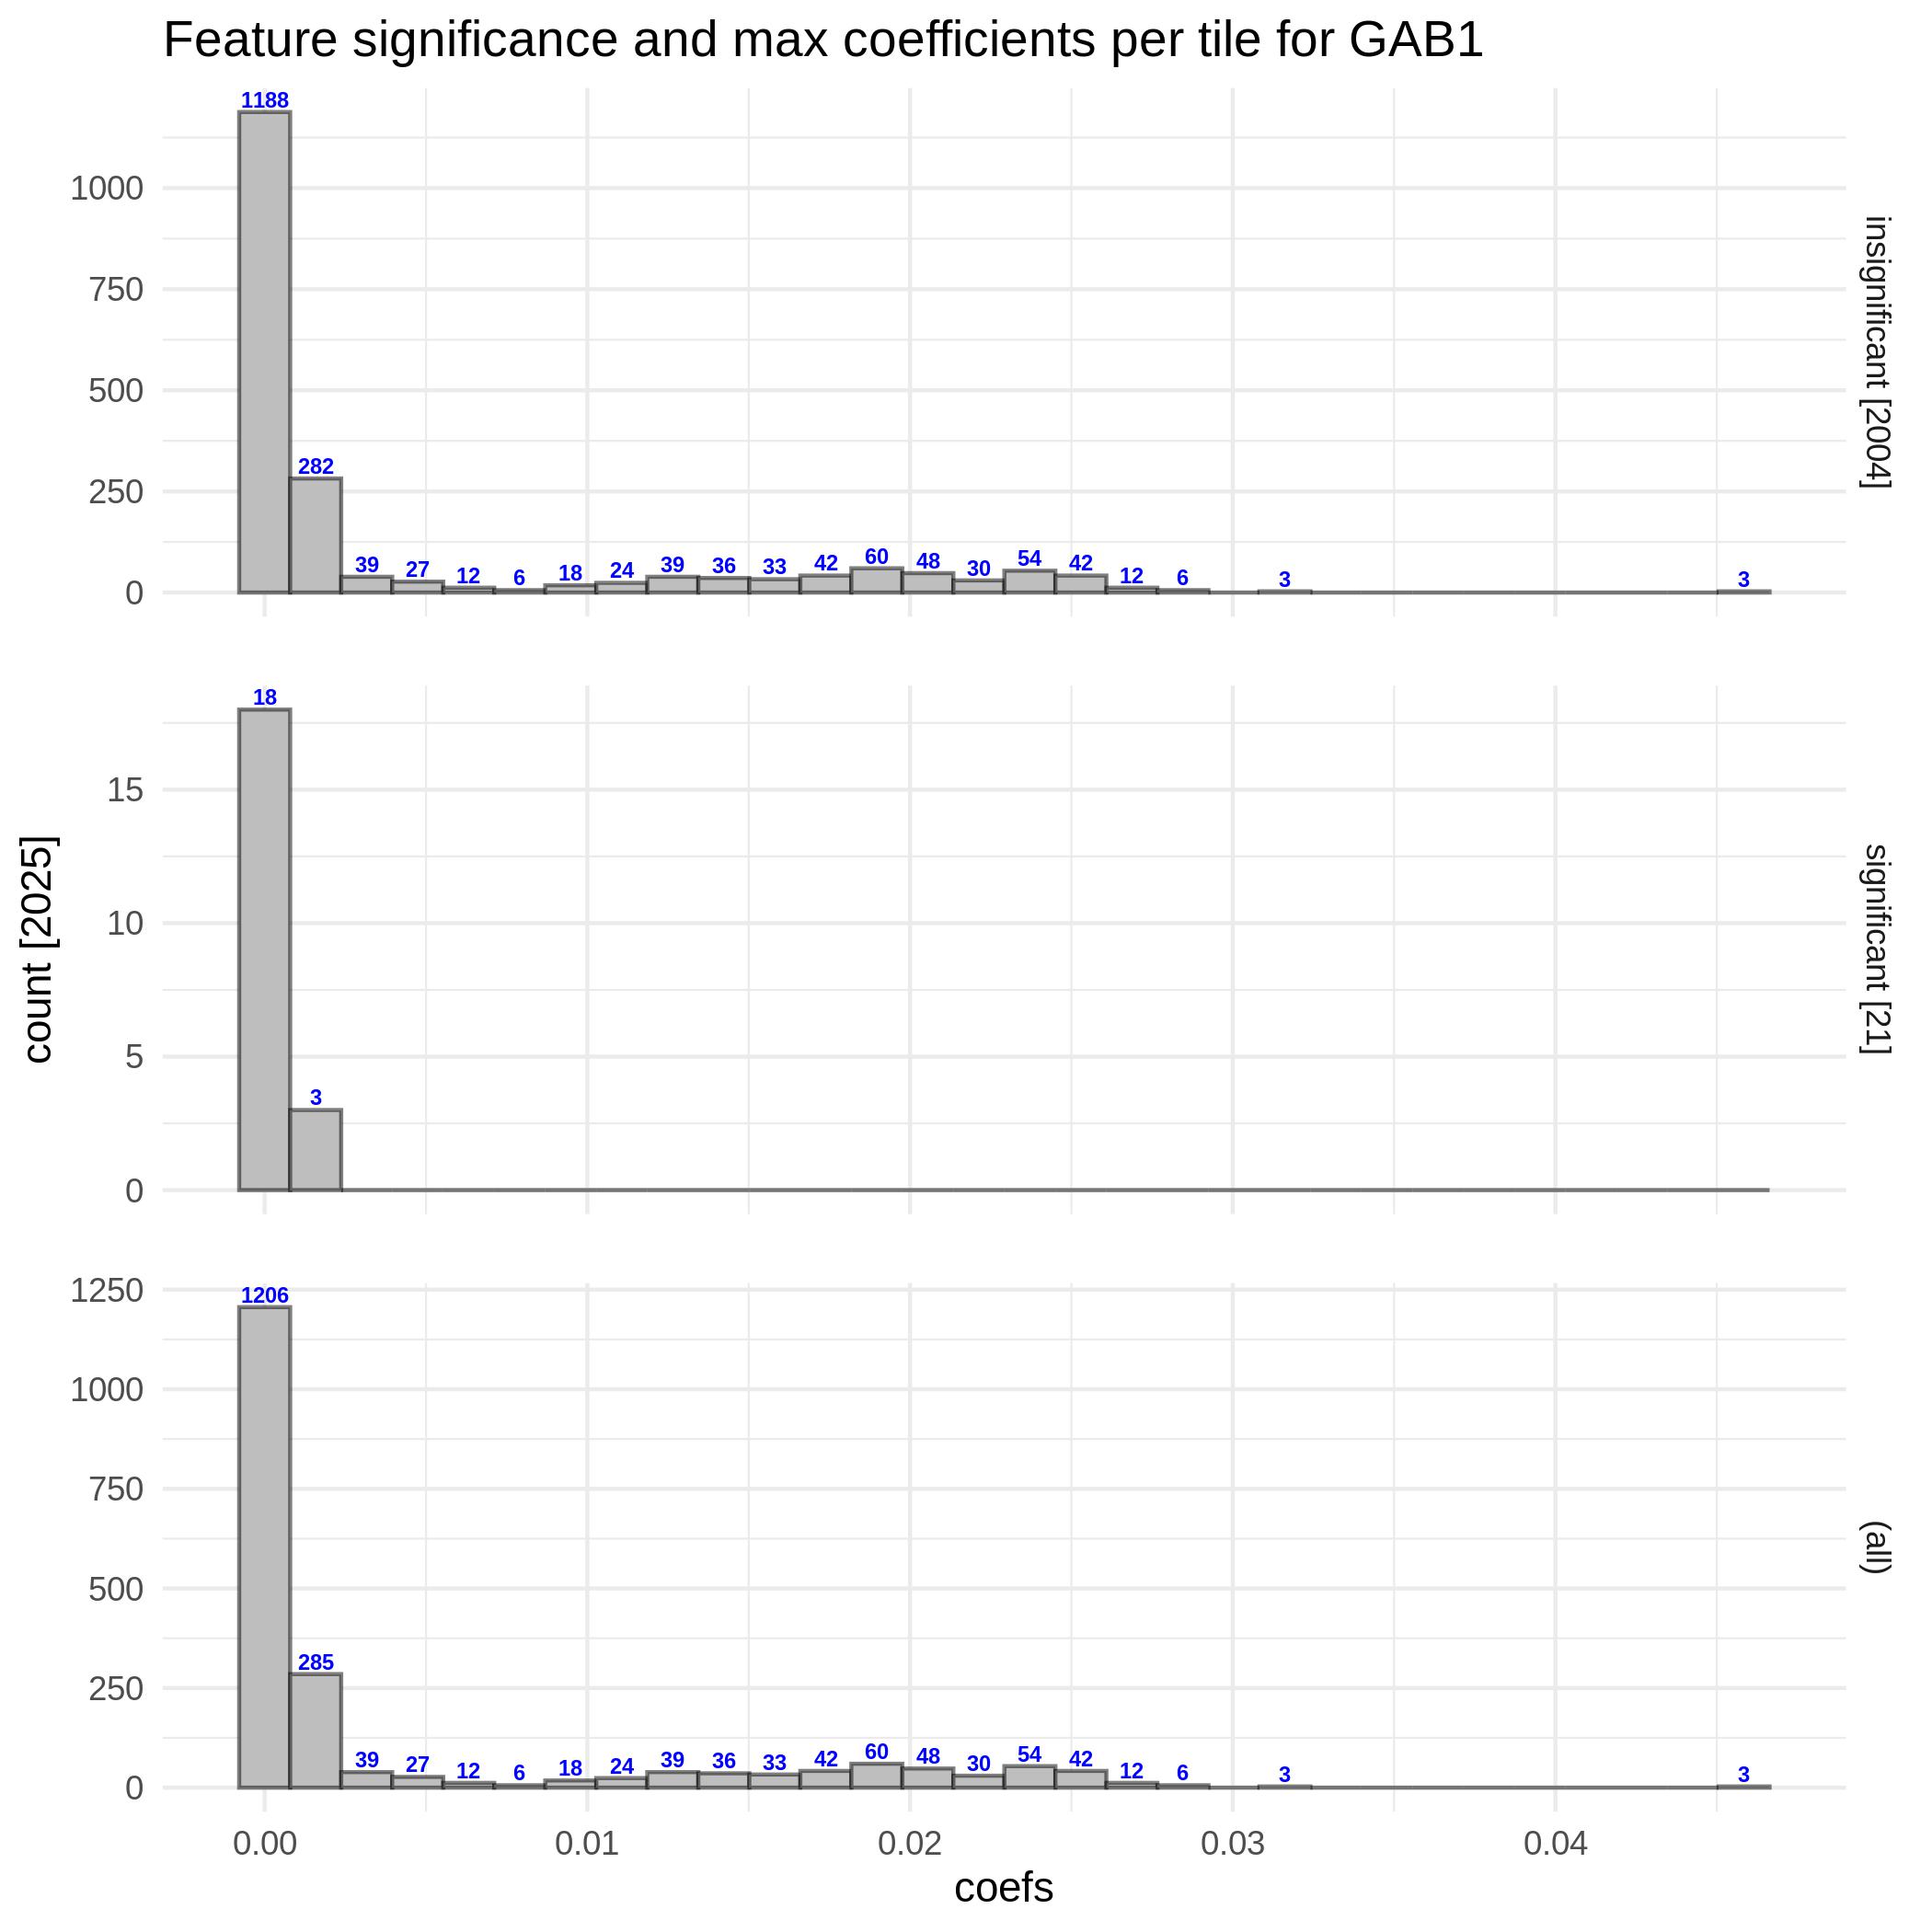 Feature significance and max coefficients per tile for GAB1
1188
1000
750
500
282
250
39 27 12 6 18 24 39 36 33 42 60 48 30 54 42 12 6 3 3
0
insignificant [2004]
18
15
10
5
3
0
significant [21]
count [2025]
1250
1206
1000
750
500
285
250
39 27 12 6 18 24 39 36 33 42 60 48 30 54 42 12 6 3 3
0
(all)
0.00 0.01 0.02 0.03 0.04
coefs